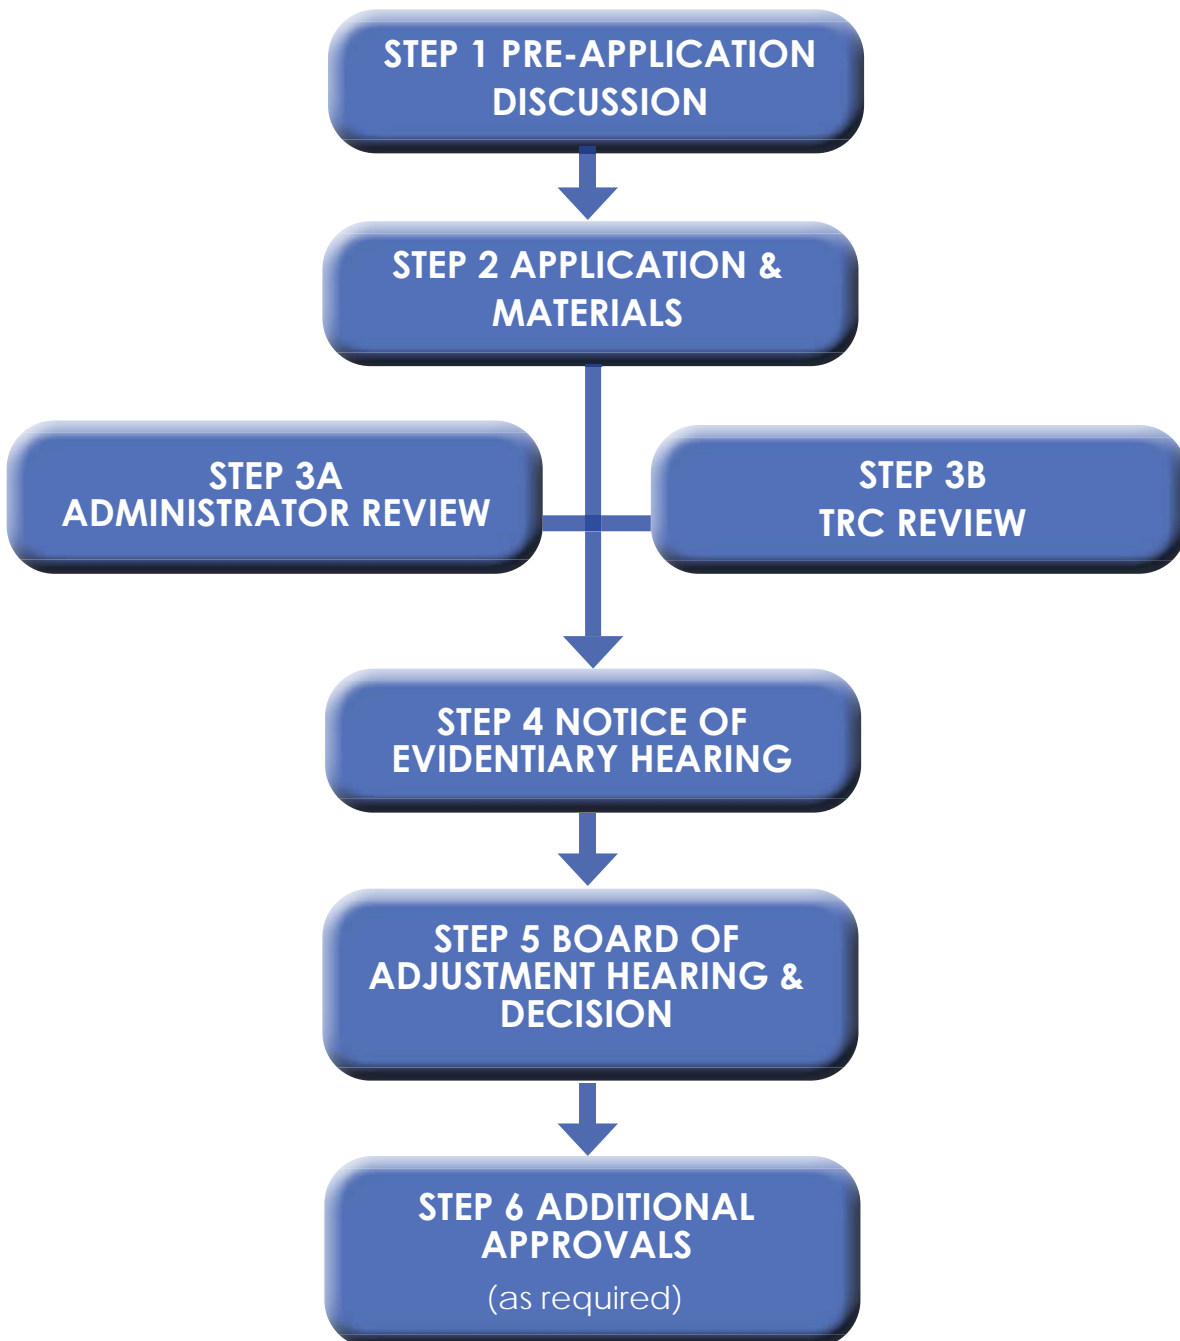 STEP 1 PRE-APPLICATION
DISCUSSION
STEP 2 APPLICATION &
MATERIALS
STEP 3A
ADMINISTRATOR REVIEW
STEP 3B
TRC REVIEW
STEP 4 NOTICE OF
EVIDENTIARY HEARING
STEP 5 BOARD OF
ADJUSTMENT HEARING &
DECISION
STEP 6 ADDITIONAL
APPROVALS
(as required)